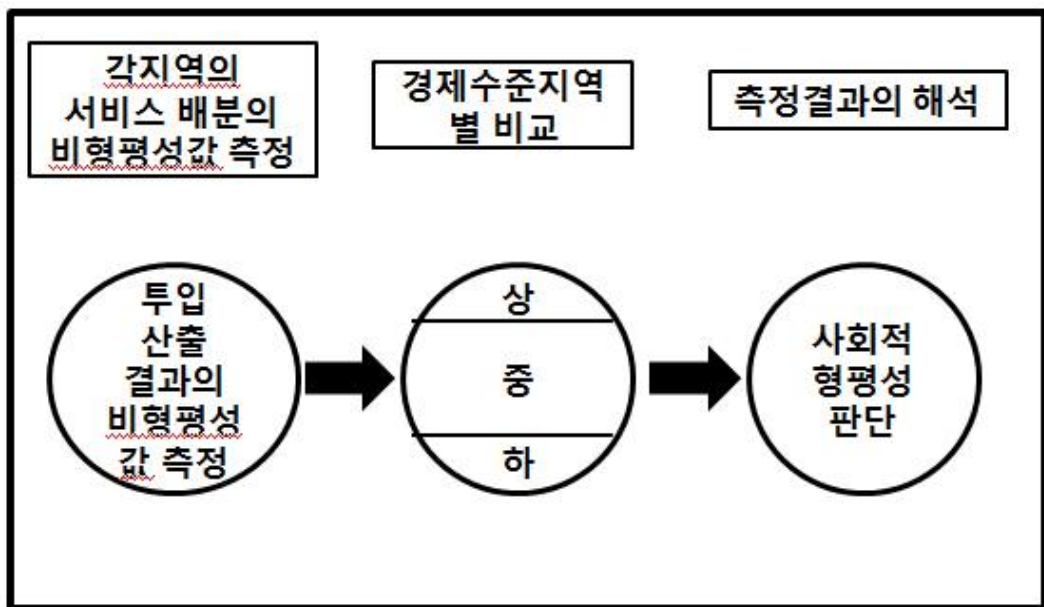 각지역의
서비스 배분의
비형평성값 측정
경제수준지역
별 비교
측정결과의 해석
투입
산출
결과의
비형평성
값 측정
상
중
하
사회적
형평성
판단